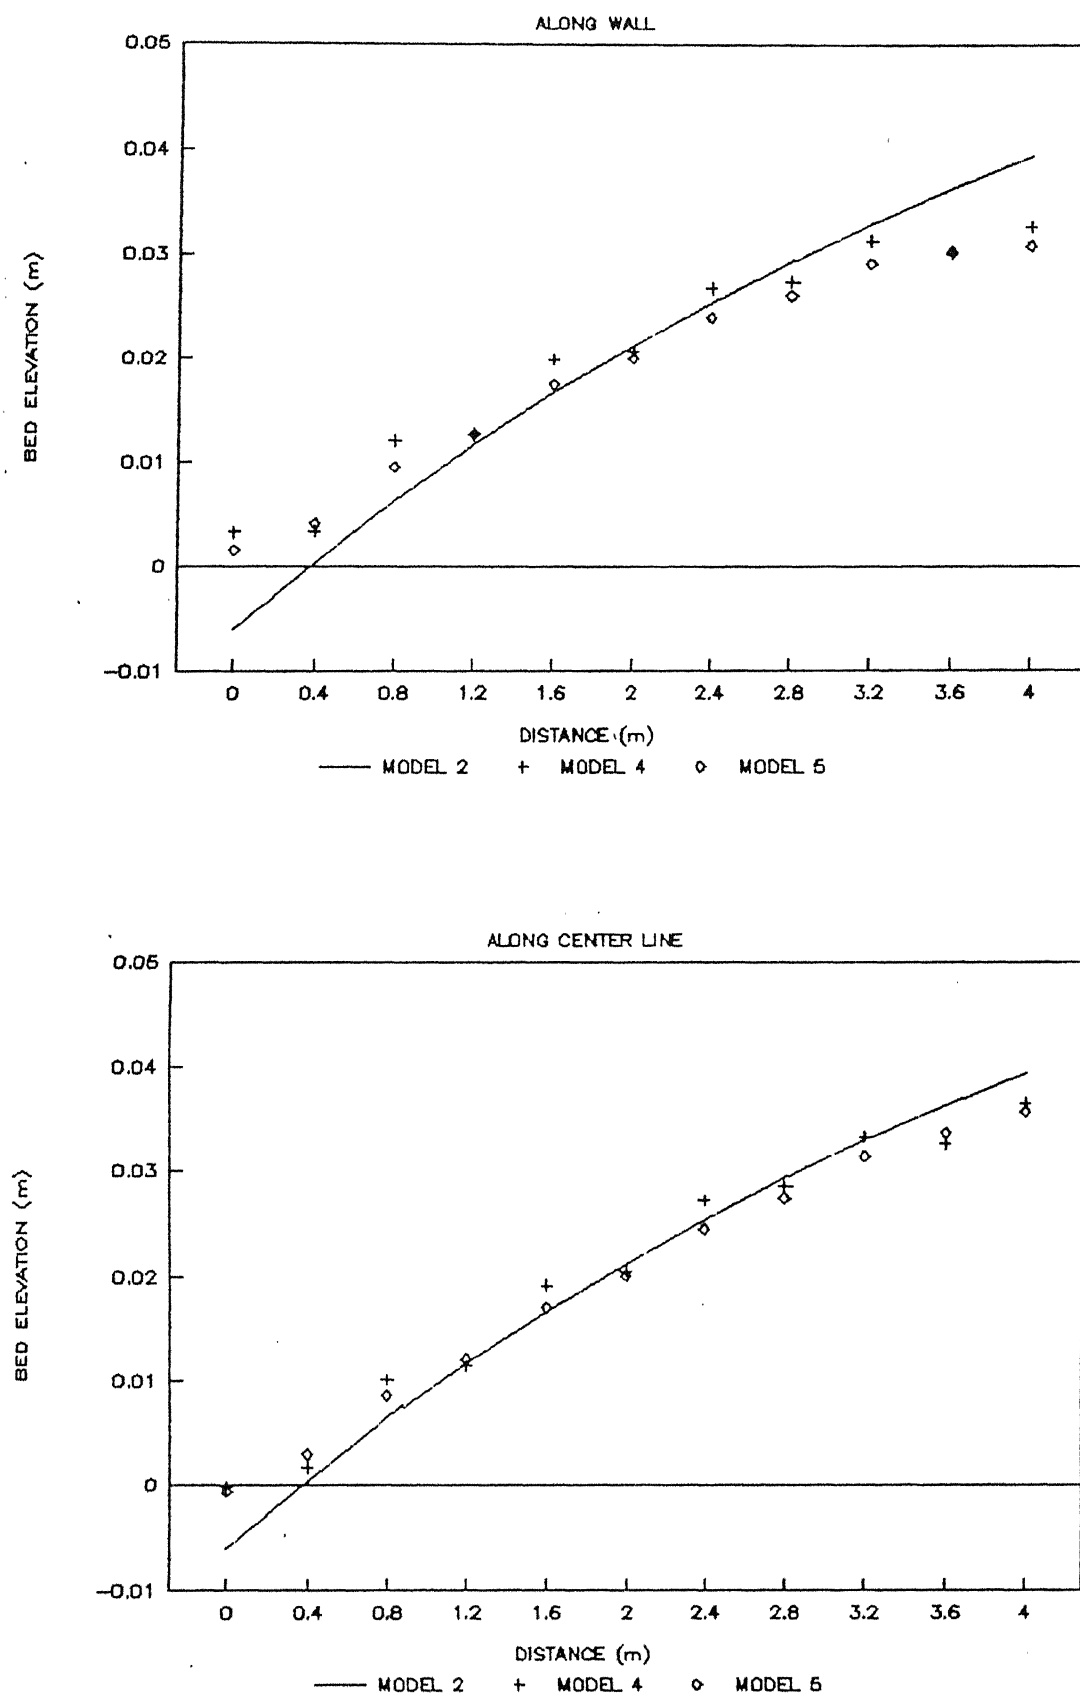 ALONG WALL
0.05
0.04
0.03
0.02
0.01
0
-0.01
BED ELEVATION (m)
0 0.4 0.8 1.2 1.6 2 2.4 2.8 3.2 3.6 4
DISTANCE (m)
MODEL 2 + MODEL 4 ◇ MODEL 5
ALONG CENTER LINE
0.05
0.04
0.03
0.02
0.01
0
-0.01
BED ELEVATION (m)
0 0.4 0.8 1.2 1.6 2 2.4 2.8 3.2 3.6 4
DISTANCE (m)
MODEL 2 + MODEL 4 ◇ MODEL 5